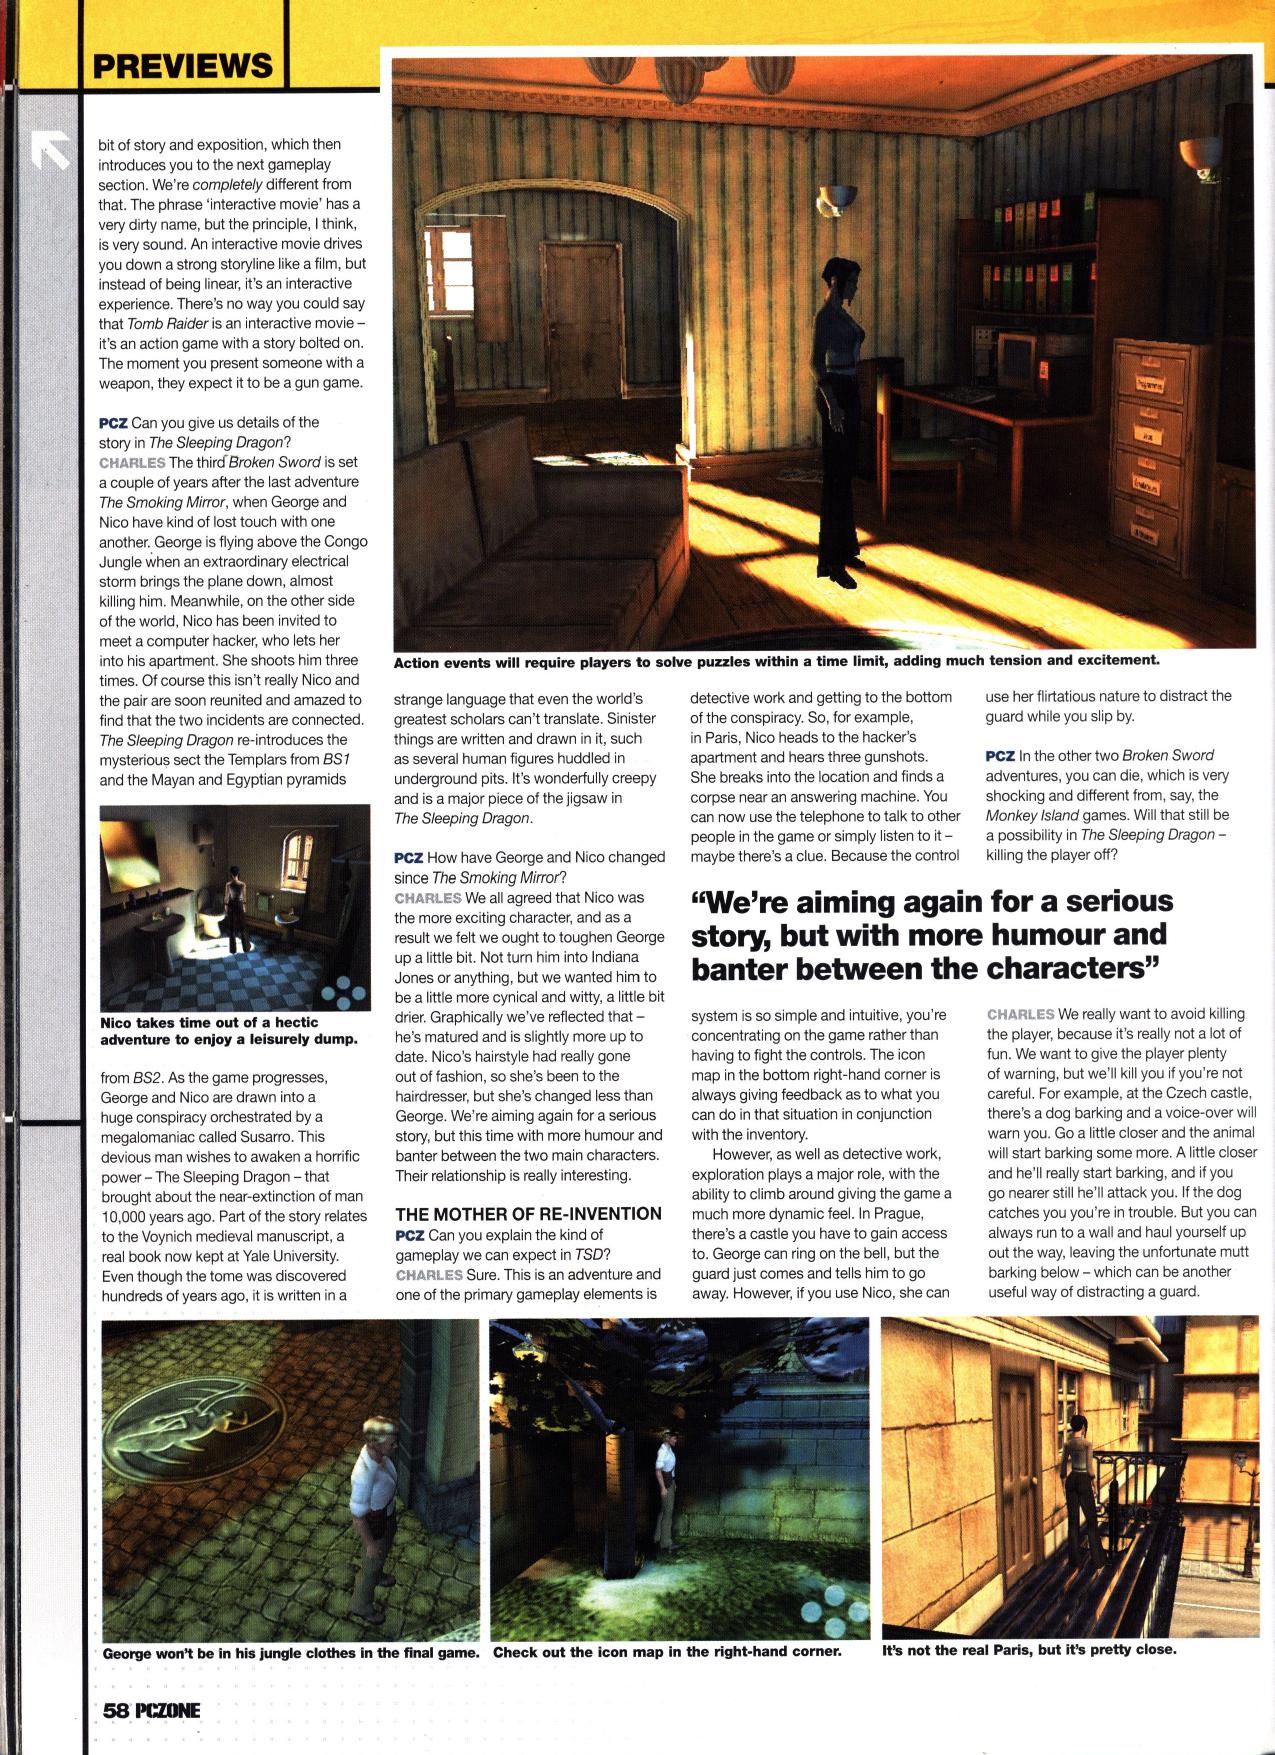 PREVIEWS
bit of story and exposition, which then
introduces you to the next gameplay
section. We're completely different from
that. The phrase 'interactive movie' has a
very dirty name, but the principle, I think,
is very sound. An interactive movie drives
you down a strong storyline like a film, but
instead of being linear, it's an interactive
experience. There's no way you could say
that Tomb Raider is an interactive movie –
it's an action game with a story bolted on.
The moment you present someone with a
weapon, they expect it to be a gun game.
PCZ Can you give us details of the
story in The Sleeping Dragon?
CHARLES The third Broken Sword is set
a couple of years after the last adventure
The Smoking Mirror, when George and
Nico have kind of lost touch with one
another. George is flying above the Congo
Jungle when an extraordinary electrical
storm brings the plane down, almost
killing him. Meanwhile, on the other side
of the world, Nico has been invited to
meet a computer hacker, who lets her
into his apartment. She shoots him three
times. Of course this isn't really Nico and
the pair are soon reunited and amazed to
find that the two incidents are connected.
The Sleeping Dragon re-introduces the
mysterious sect the Templars from BS1
and the Mayan and Egyptian pyramids
Nico takes time out of a hectic
adventure to enjoy a leisurely dump.
from BS2. As the game progresses,
George and Nico are drawn into a
huge conspiracy orchestrated by a
megalomaniac called Susarro. This
devious man wishes to awaken a horrific
power – The Sleeping Dragon – that
brought about the near-extinction of man
10,000 years ago. Part of the story relates
to the Voynich medieval manuscript, a
real book now kept at Yale University.
Even though the tome was discovered
hundreds of years ago, it is written in a
Action events will require players to solve puzzles within a time limit, adding much tension and excitement.
strange language that even the world's
greatest scholars can't translate. Sinister
things are written and drawn in it, such
as several human figures huddled in
underground pits. It's wonderfully creepy
and is a major piece of the jigsaw in
The Sleeping Dragon.
PCZ How have George and Nico changed
since The Smoking Mirror?
CHARLES We all agreed that Nico was
the more exciting character, and as a
result we felt we ought to toughen George
up a little bit. Not turn him into Indiana
Jones or anything, but we wanted him to
be a little more cynical and witty, a little bit
drier. Graphically we've reflected that –
he's matured and is slightly more up to
date. Nico's hairstyle had really gone
out of fashion, so she's been to the
hairdresser, but she's changed less than
George. We're aiming again for a serious
story, but this time with more humour and
banter between the two main characters.
Their relationship is really interesting.
THE MOTHER OF RE-INVENTION
PCZ Can you explain the kind of
gameplay we can expect in TSD?
CHARLES Sure. This is an adventure and
one of the primary gameplay elements is
detective work and getting to the bottom
of the conspiracy. So, for example,
in Paris, Nico heads to the hacker's
apartment and hears three gunshots.
She breaks into the location and finds a
corpse near an answering machine. You
can now use the telephone to talk to other
people in the game or simply listen to it –
maybe there's a clue. Because the control
"We're aiming again for a serious
story, but with more humour and
banter between the characters"
system is so simple and intuitive, you're
concentrating on the game rather than
having to fight the controls. The icon
map in the bottom right-hand corner is
always giving feedback as to what you
can do in that situation in conjunction
with the inventory.
However, as well as detective work,
exploration plays a major role, with the
ability to climb around giving the game a
much more dynamic feel. In Prague,
there's a castle you have to gain access
to. George can ring on the bell, but the
guard just comes and tells him to go
away. However, if you use Nico, she can
use her flirtatious nature to distract the
guard while you slip by.
PCZ In the other two Broken Sword
adventures, you can die, which is very
shocking and different from, say, the
Monkey Island games. Will that still be
a possibility in The Sleeping Dragon –
killing the player off?
CHARLES We really want to avoid killing
the player, because it's really not a lot of
fun. We want to give the player plenty
of warning, but we'll kill you if you're not
careful. For example, at the Czech castle,
there's a dog barking and a voice-over will
warn you. Go a little closer and the animal
will start barking some more. A little closer
and he'll really start barking, and if you
go nearer still he'll attack you. If the dog
catches you you're in trouble. But you can
always run to a wall and haul yourself up
out the way, leaving the unfortunate mutt
barking below – which can be another
useful way of distracting a guard.
George won't be in his jungle clothes in the final game.
Check out the icon map in the right-hand corner.
It's not the real Paris, but it's pretty close.
58 PCZONE